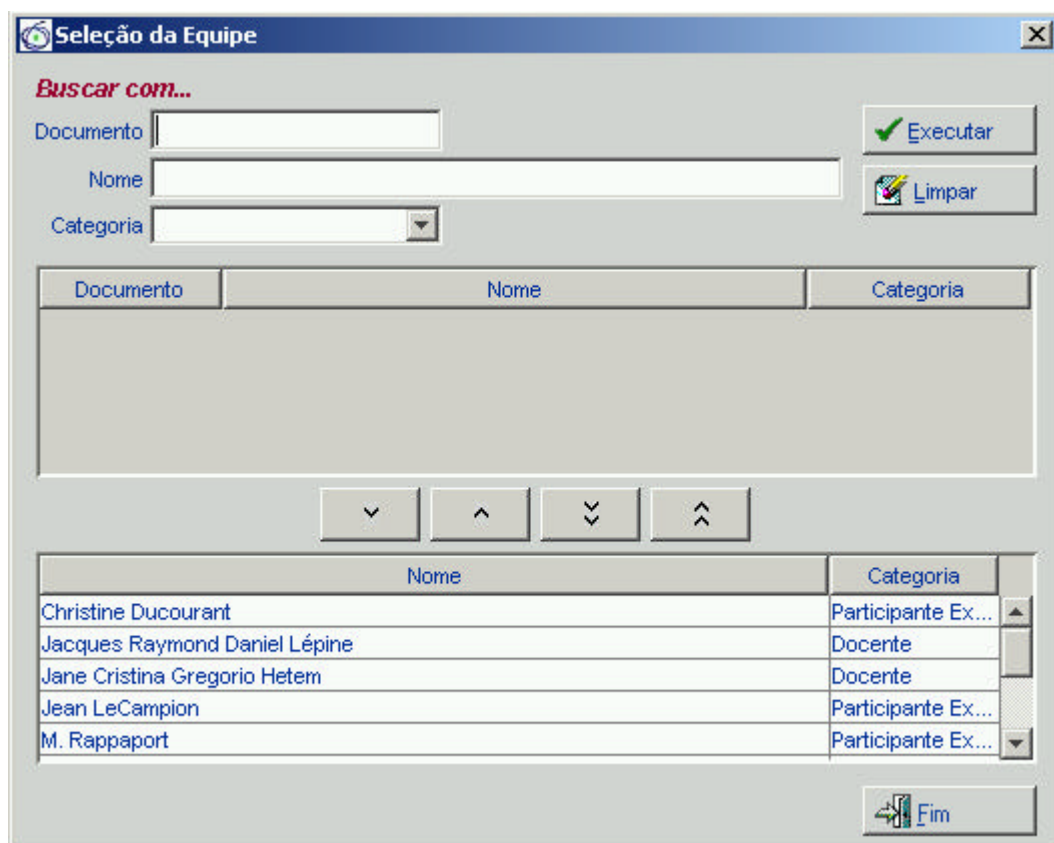 Seleção da Equipe
Buscar com...
Documento
Executar
Nome
Limpar
Categoria
Documento Nome Categoria
Nome Categoria
Christine Ducourant Participante Ex...
Jacques Raymond Daniel Lépine Docente
Jane Cristina Gregorio Hetem Docente
Jean LeCampion Participante Ex...
M. Rappaport Participante Ex...
Fim